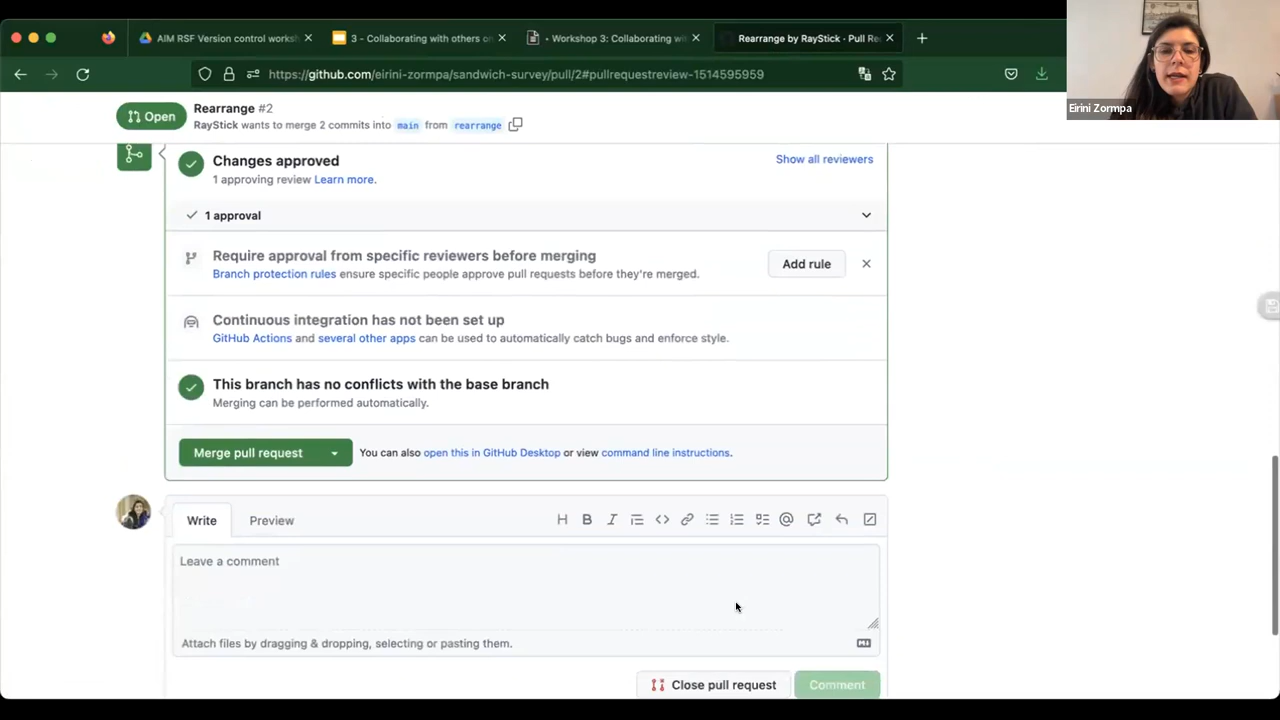 AIM RSF Version control works
3 - Collaborating with others on
• Workshop 3: Collaborating wi
Rearrange by RayStick · Pull Re
https://github.com/eirini-zormpa/sandwich-survey/pull/2#pullrequestreview-1514595959
Eirini Zormpa
Open
Rearrange #2
RayStick wants to merge 2 commits into main from rearrange
Changes approved
Show all reviewers
1 approving review Learn more.
1 approval
Require approval from specific reviewers before merging
Branch protection rules ensure specific people approve pull requests before they're merged.
Add rule
Continuous integration has not been set up
GitHub Actions and several other apps can be used to automatically catch bugs and enforce style.
This branch has no conflicts with the base branch
Merging can be performed automatically.
Merge pull request
You can also open this in GitHub Desktop or view command line instructions.
Write
Preview
Leave a comment
Attach files by dragging & dropping, selecting or pasting them.
Close pull request
Comment